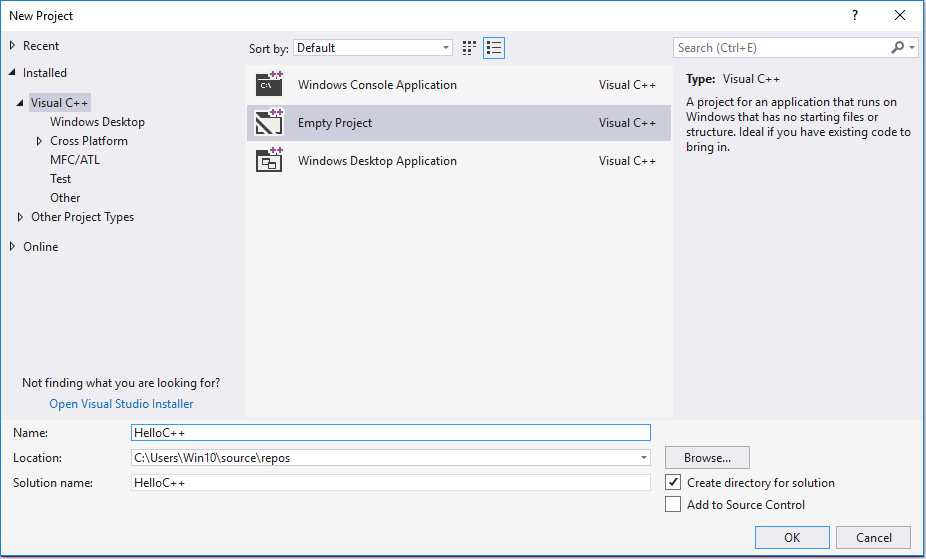 New Project
?
Recent
Installed
Visual C++
Windows Desktop
Cross Platform
MFC/ATL
Test
Other
Other Project Types
Online
Not finding what you are looking for?
Open Visual Studio Installer
Sort by: Default
Windows Console Application Visual C++
Empty Project Visual C++
Windows Desktop Application Visual C++
Search (Ctrl+E)
Type: Visual C++
A project for an application that runs on
Windows that has no starting files or
structure. Ideal if you have existing code to
bring in.
Name: HelloC++
Location: C:\Users\Win10\source\repos Browse...
Solution name: HelloC++
Create directory for solution
Add to Source Control
OK Cancel